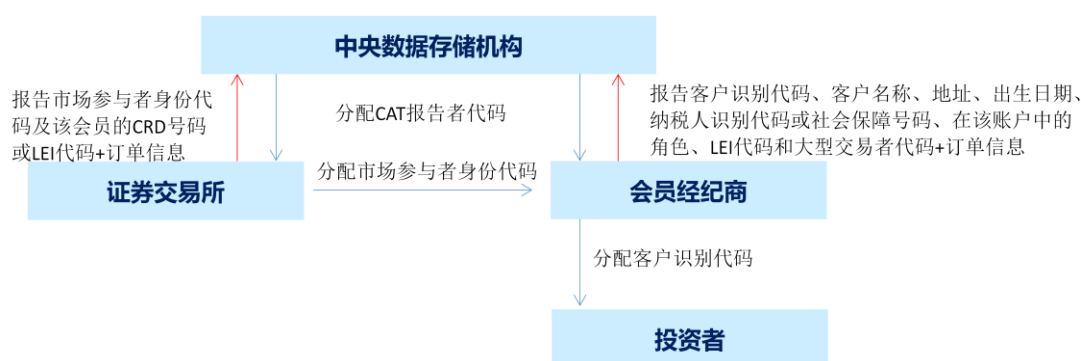 中央数据存储机构
报告市场参与者身份代
码及该会员的CRD号码
或LEI代码+订单信息
分配CAT报告者代码
报告客户识别代码、客户名称、地址、出生日期、
纳税人识别代码或社会保障号码、在该账户中的
角色、LEI代码和大型交易者代码+订单信息
证券交易所
分配市场参与者身份代码
会员经纪商
分配客户识别代码
投资者